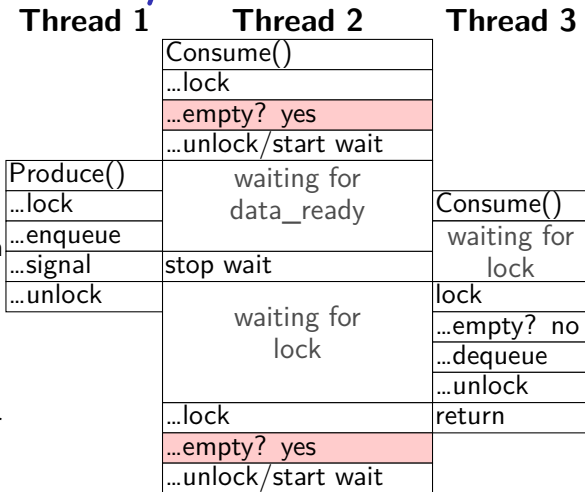 Thread 1 Thread 2 Thread 3
Consume()
...lock
...empty? yes
...unlock/start wait
Produce() waiting for
...lock data_ready Consume()
...enqueue waiting for
...signal stop wait lock
...unlock lock
waiting for ...empty? no
lock ...dequeue
...unlock
...lock return
...empty? yes
...unlock/start wait